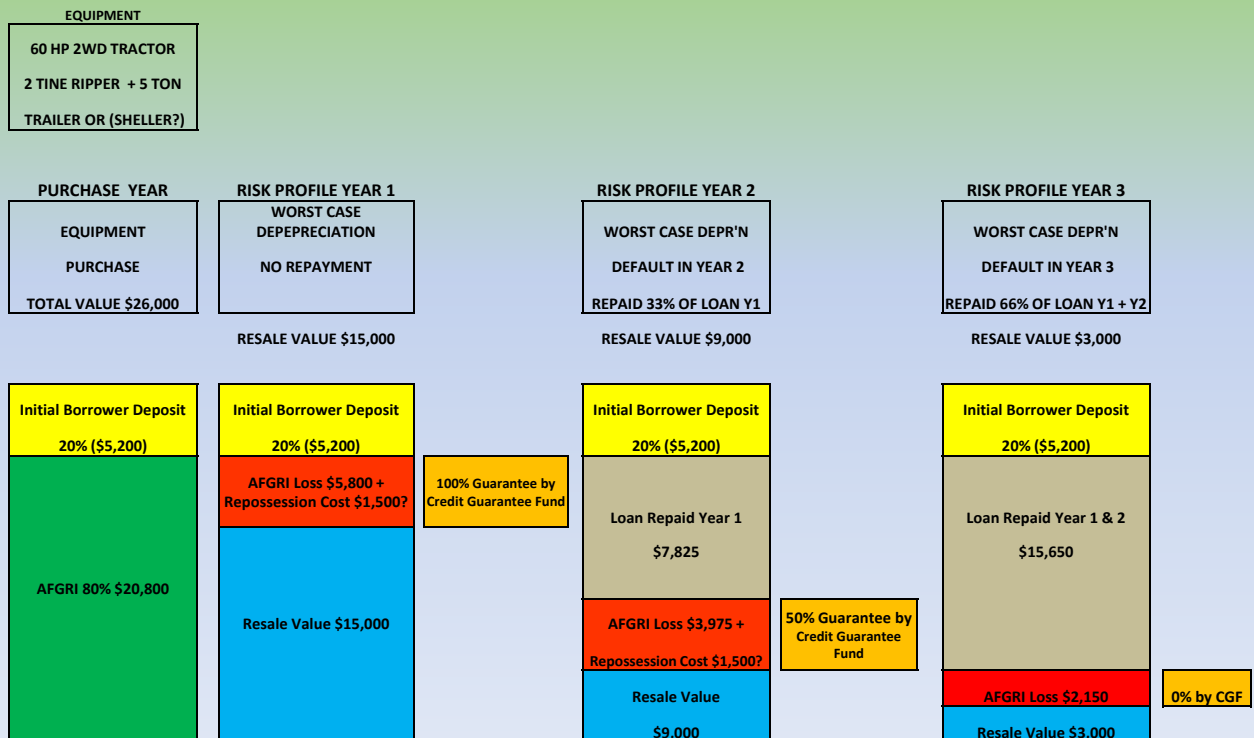 EQUIPMENT
60 HP 2WD TRACTOR
2 TINE RIPPER + 5 TON
TRAILER OR (SHELLER?)
PURCHASE YEAR
EQUIPMENT
PURCHASE
TOTAL VALUE $26,000
RISK PROFILE YEAR 1
WORST CASE
DEPEPRECIATION
NO REPAYMENT
RESALE VALUE $15,000
RISK PROFILE YEAR 2
WORST CASE DEPR'N
DEFAULT IN YEAR 2
REPAID 33% OF LOAN Y1
RESALE VALUE $9,000
RISK PROFILE YEAR 3
WORST CASE DEPR'N
DEFAULT IN YEAR 3
REPAID 66% OF LOAN Y1 + Y2
RESALE VALUE $3,000
Initial Borrower Deposit
20% ($5,200)
AFGRI 80% $20,800
Initial Borrower Deposit
20% ($5,200)
AFGRI Loss $5,800 +
Repossession Cost $1,500?
Resale Value $15,000
100% Guarantee by
Credit Guarantee Fund
Initial Borrower Deposit
20% ($5,200)
Loan Repaid Year 1
$7,825
AFGRI Loss $3,975 +
Repossession Cost $1,500?
Resale Value
$9,000
50% Guarantee by
Credit Guarantee
Fund
Initial Borrower Deposit
20% ($5,200)
Loan Repaid Year 1 & 2
$15,650
AFGRI Loss $2,150
Resale Value $3,000
0% by CGF